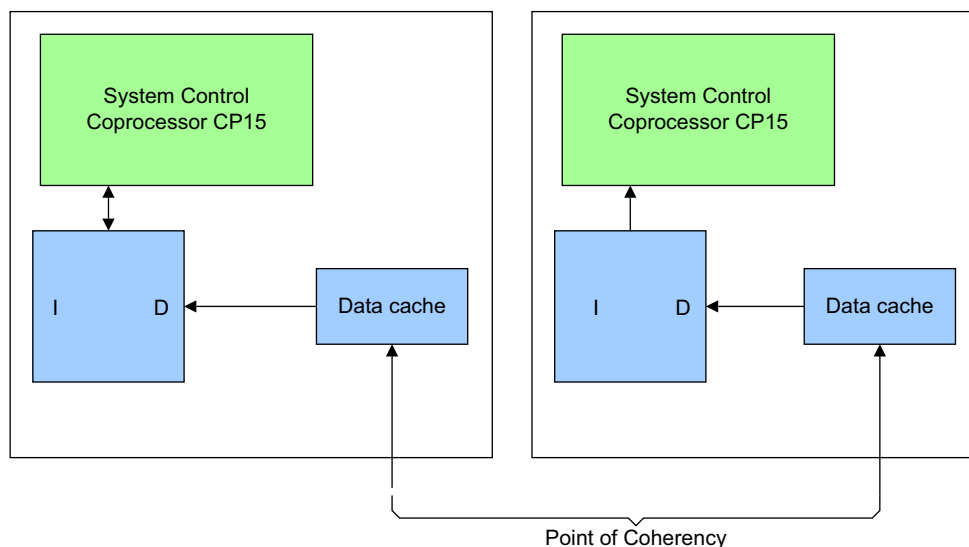 System Control
Coprocessor CP15
System Control
Coprocessor CP15
I
D
Data cache
I
D
Data cache
Point of Coherency